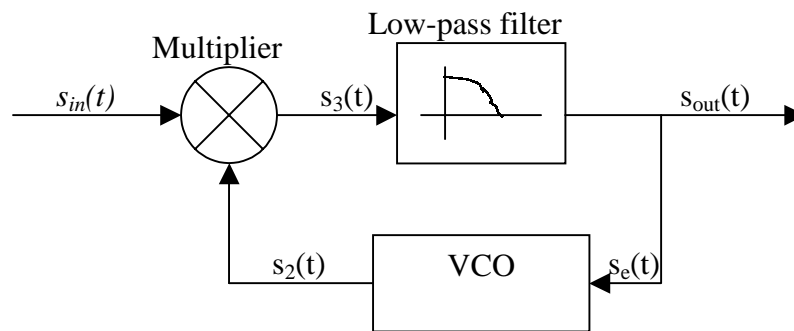 Multiplier
Low-pass filter
s_in(t)
s_3(t)
s_out(t)
s_2(t)
VCO
s_e(t)